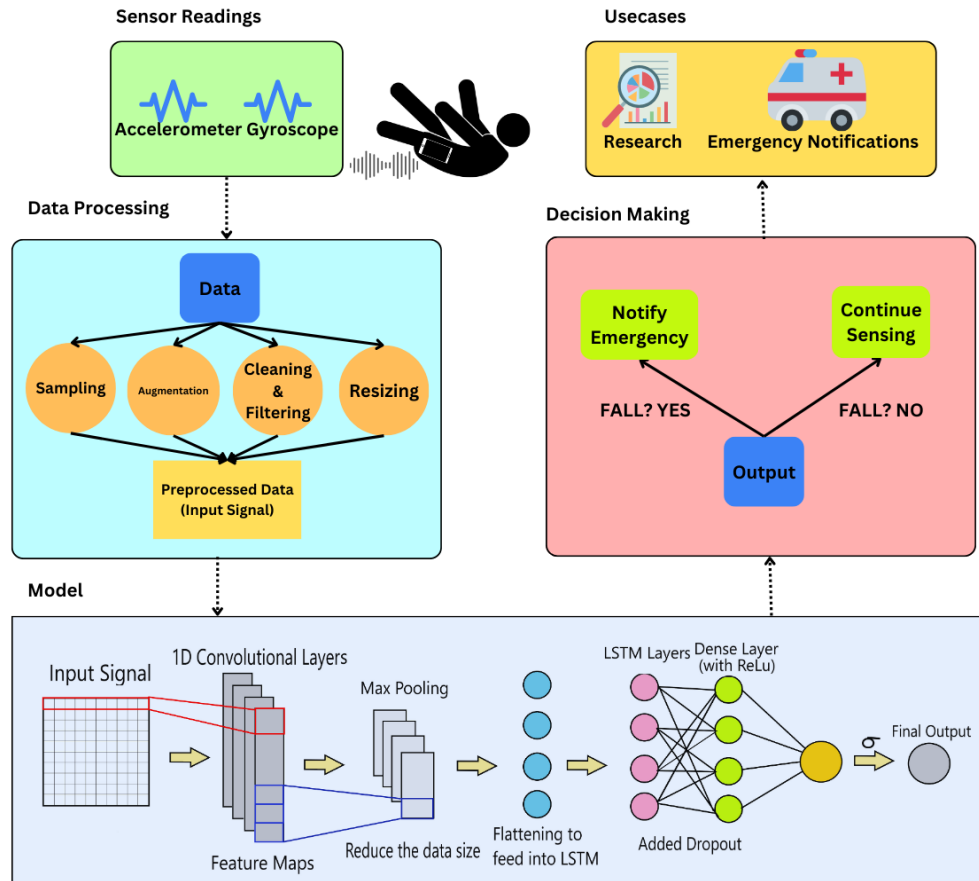 Sensor Readings
Accelerometer Gyroscope
Data Processing
Data
Sampling
Augmentation
Cleaning
&
Filtering
Resizing
Preprocessed Data
(Input Signal)
Usecases
Research
Emergency Notifications
Decision Making
Notify
Emergency
Continue
Sensing
FALL? YES
FALL? NO
Output
Model
Input Signal
1D Convolutional Layers
Feature Maps
Max Pooling
Reduce the data size
Flattening to
feed into LSTM
LSTM Layers
Dense Layer
(with ReLu)
Added Dropout
σ
Final Output